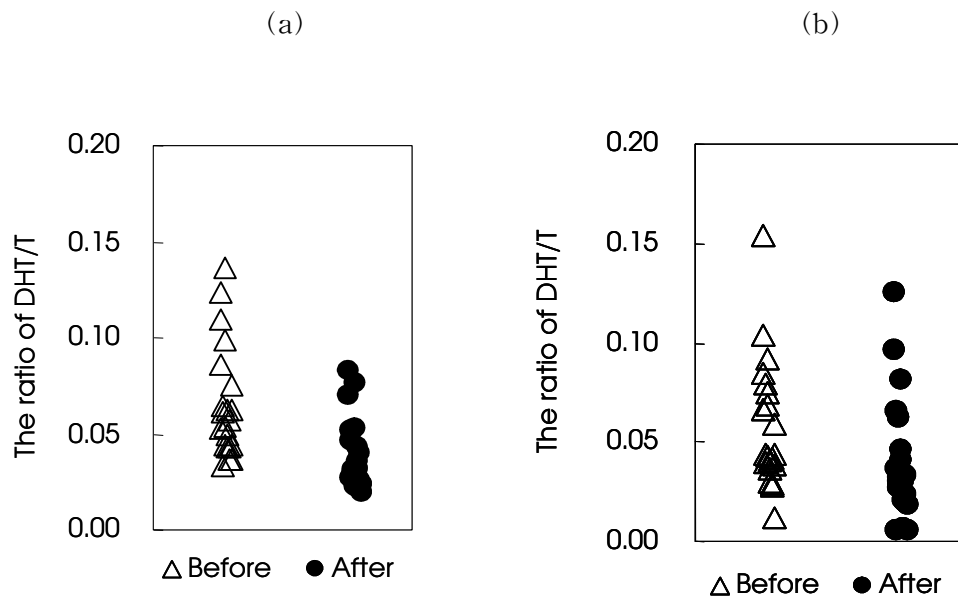 (a)
The ratio of DHT/T
0.20
0.15
0.10
0.05
0.00
Before After
(b)
The ratio of DHT/T
0.20
0.15
0.10
0.05
0.00
Before After